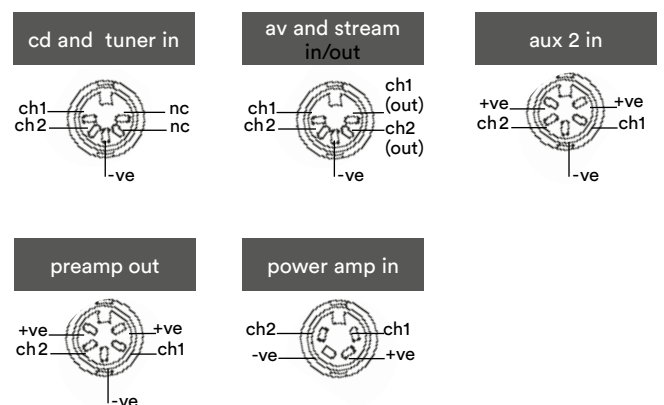 cd and tuner in
av and stream
in/out
aux 2 in
ch1
ch2
nc
nc
-ve
ch1
ch2
ch1
(out)
ch2
(out)
-ve
+ve
ch2
+ve
ch1
-ve
preamp out
power amp in
+ve
ch2
+ve
ch1
-ve
ch2
-ve
ch1
+ve